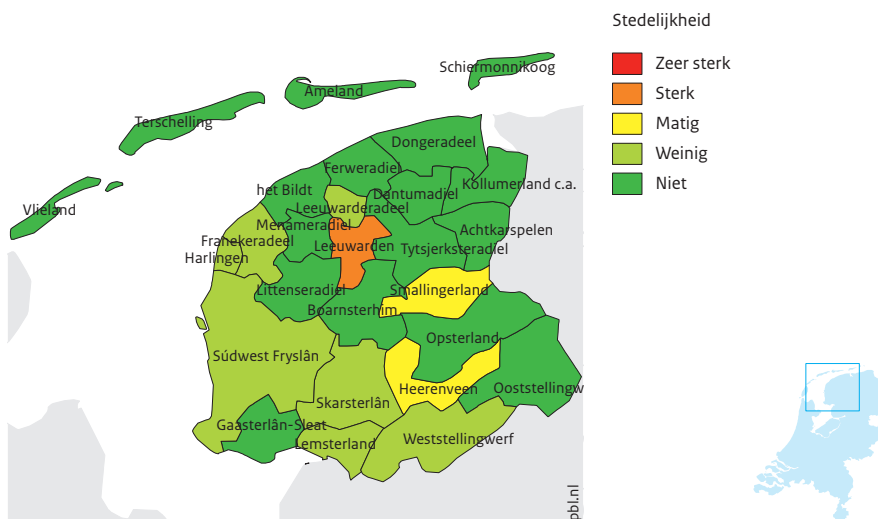 Stedelijkheid
Zeer sterk
Sterk
Matig
Weinig
Niet
Schiermonnikoog
Ameland
Terschelling
Vlieland
Dongeradeel
Ferweradiel
het Bildt
Dantumadiel
Kollumerland c.a.
Leeuwarderadeel
Menameradiel
Achtkarspelen
Franekeradeel
Leeuwarden
Tytsjerksteradiel
Harlingen
Littenseradiel
Smallingerland
Boarnsterhim
Opsterland
Súdwest Fryslân
Heerenveen
Ooststellingw
Skarsterlân
Gaasterlân-Sleat
Lemsterland
Weststellingwerf
pbl.nl